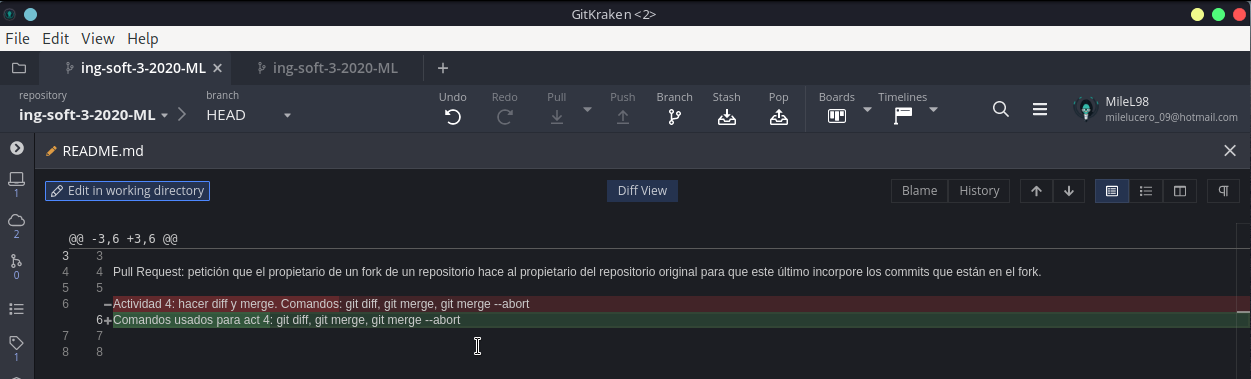 GitKraken <2>
File Edit View Help
ing-soft-3-2020-ML ing-soft-3-2020-ML
repository branch Undo Redo Pull Push Branch Stash Pop Boards Timelines MileL98
ing-soft-3-2020-ML HEAD milelucero_09@hotmail.com
README.md
Edit in working directory Diff View Blame History
1
2
0
1
@@ -3,6 +3,6 @@
3 3
4 4 Pull Request: petición que el propietario de un fork de un repositorio hace al propietario del repositorio original para que este último incorpore los commits que están en el fork.
5 5
6 –Actividad 4: hacer diff y merge. Comandos: git diff, git merge, git merge --abort
6 +Comandos usados para act 4: git diff, git merge, git merge --abort
7 7
8 8